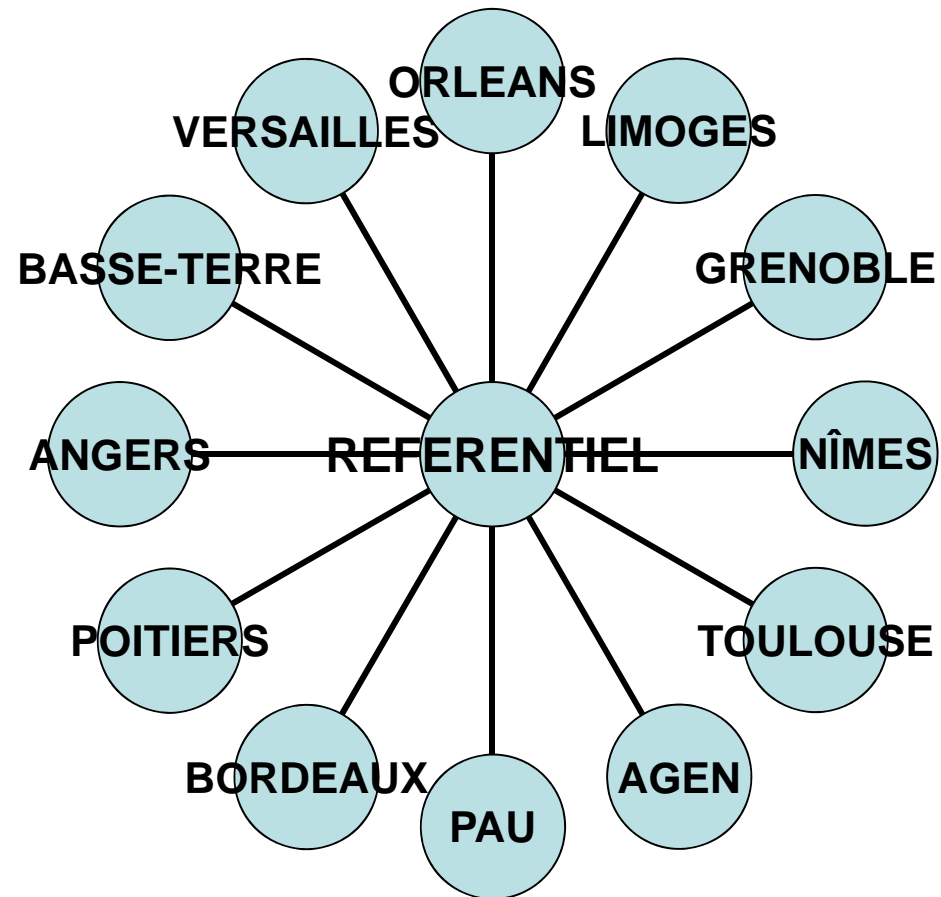 ORLEANS
VERSAILLES
LIMOGES
BASSE-TERRE
GRENOBLE
ANGERS
REFERENTIEL
NÎMES
POITIERS
TOULOUSE
BORDEAUX
AGEN
PAU